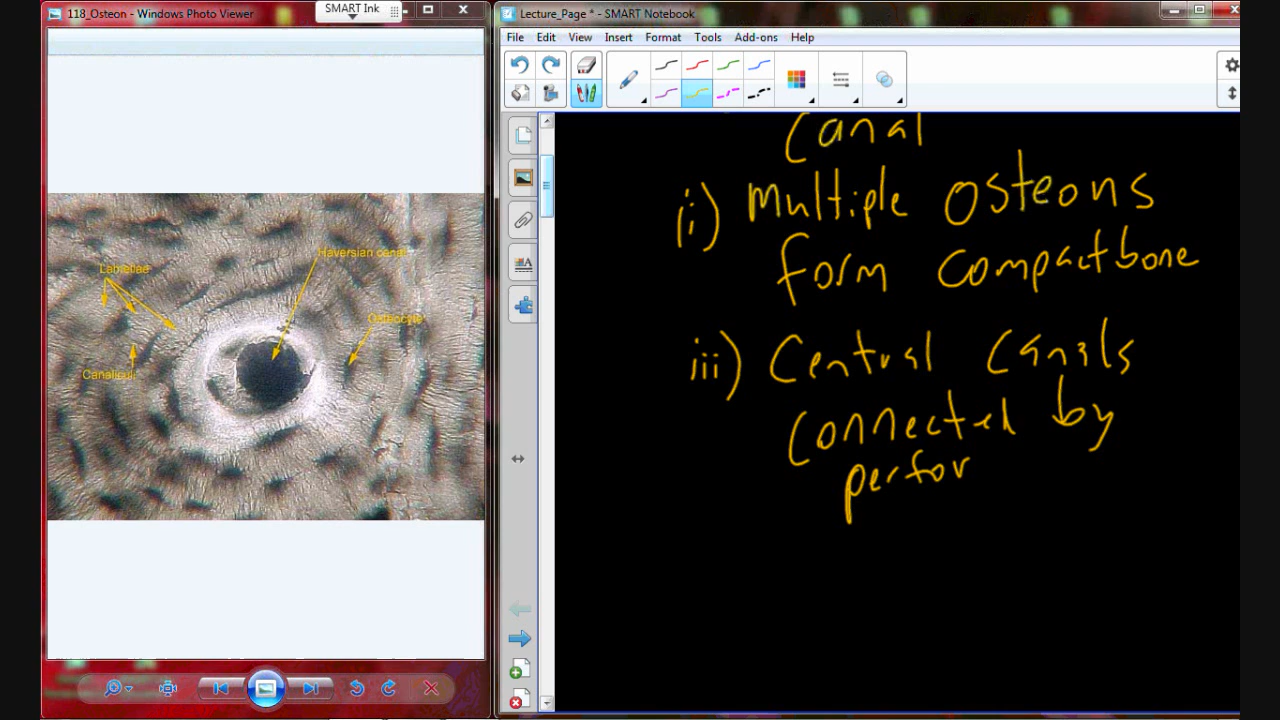 118_Osteon - Windows Photo Viewer
SMART Ink
Lamellae
Haversian canal
Osteocyte
Canaliculi
Lecture_Page * - SMART Notebook
File Edit View Insert Format Tools Add-ons Help
Canal
ii) Multiple Osteons
form compact bone
iii) Central Canals
connected by
perfor